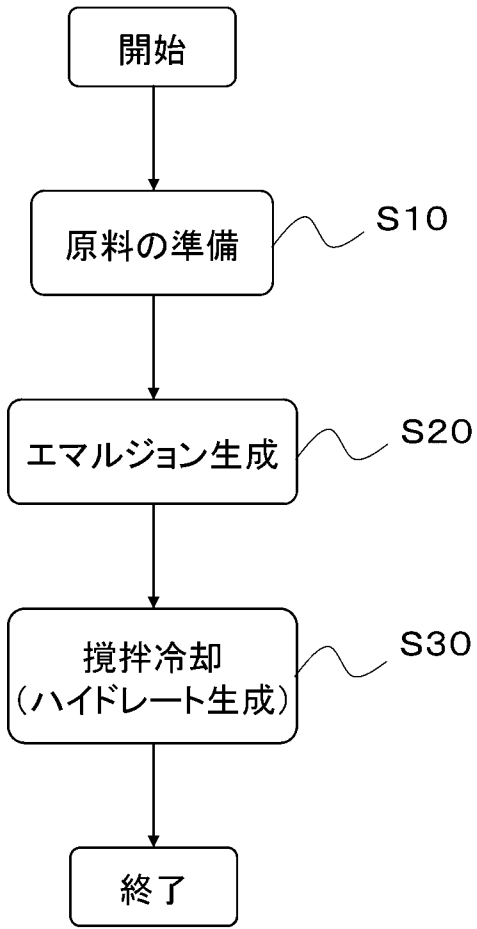 開始
原料の準備
S10
エマルジョン生成
S20
撹拌冷却
(ハイドレート生成)
S30
終了